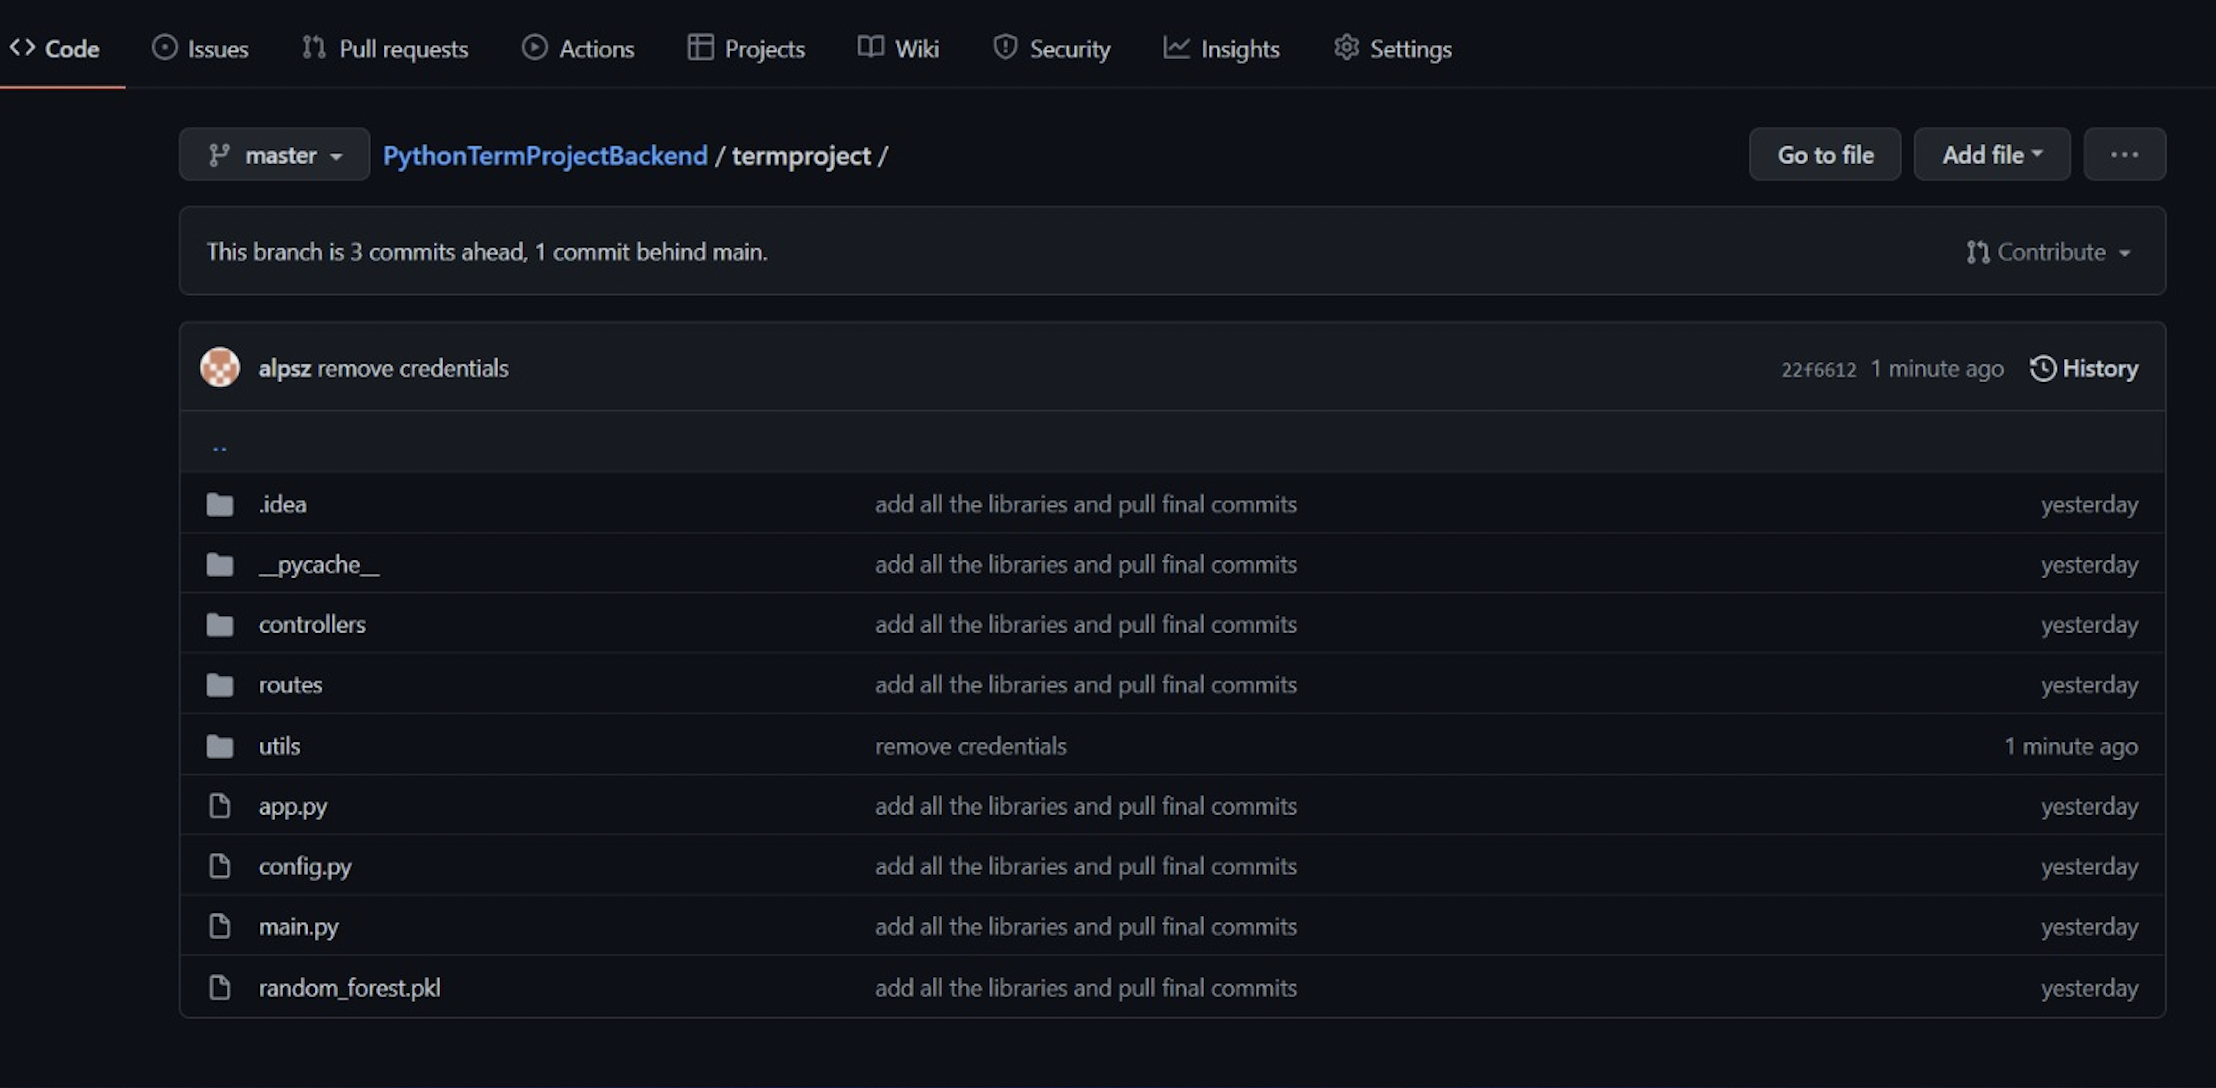 Code Issues Pull requests Actions Projects Wiki Security Insights Settings
master PythonTermProjectBackend / termproject / Go to file Add file ...
This branch is 3 commits ahead, 1 commit behind main. Contribute
alpsz remove credentials 22f6612 1 minute ago History
..
.idea add all the libraries and pull final commits yesterday
__pycache__ add all the libraries and pull final commits yesterday
controllers add all the libraries and pull final commits yesterday
routes add all the libraries and pull final commits yesterday
utils remove credentials 1 minute ago
app.py add all the libraries and pull final commits yesterday
config.py add all the libraries and pull final commits yesterday
main.py add all the libraries and pull final commits yesterday
random_forest.pkl add all the libraries and pull final commits yesterday